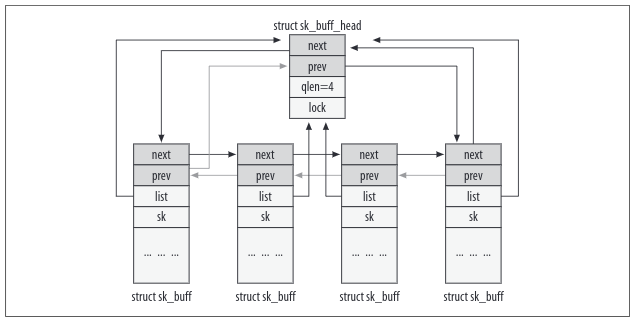 struct sk_buff_head
next
prev
qlen=4
lock
next next next next
prev prev prev prev
list list list list
sk sk sk sk
... ... ... ... ... ... ... ... ... ... ... ...
struct sk_buff struct sk_buff struct sk_buff struct sk_buff